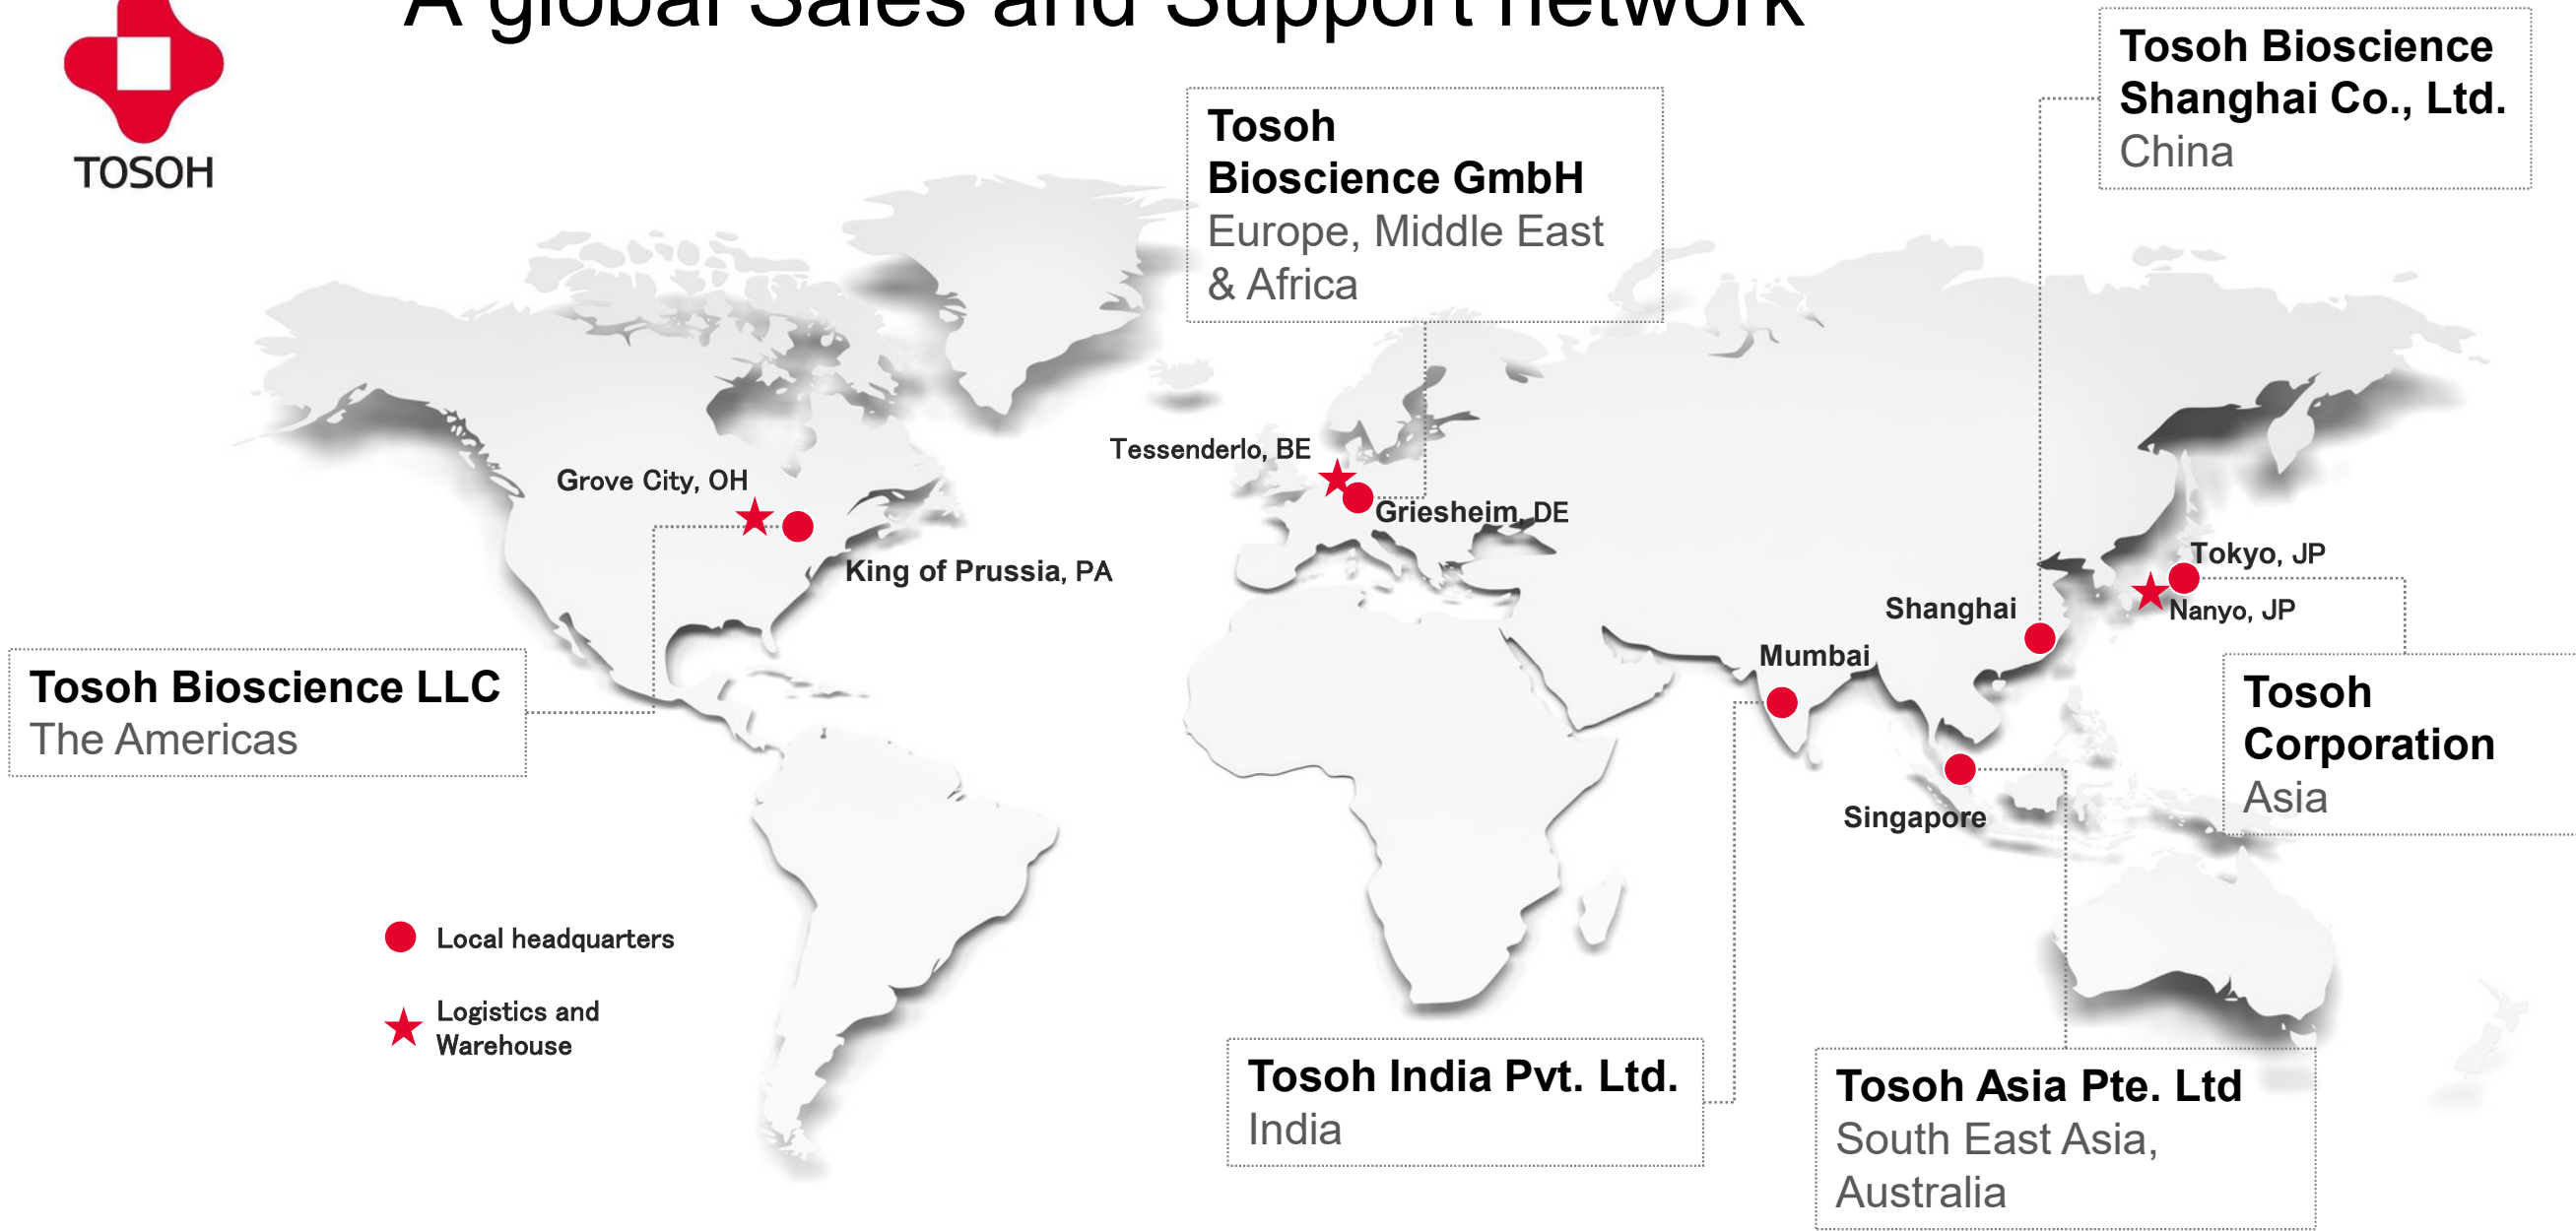 A global Sales and Support network
TOSOH
Tosoh Bioscience
Shanghai Co., Ltd.
China
Tosoh
Bioscience GmbH
Europe, Middle East
& Africa
Tessenderlo, BE
Griesheim, DE
Grove City, OH
King of Prussia, PA
Tokyo, JP
Nanyo, JP
Shanghai
Mumbai
Singapore
Tosoh Bioscience LLC
The Americas
Tosoh
Corporation
Asia
Local headquarters
Logistics and
Warehouse
Tosoh India Pvt. Ltd.
India
Tosoh Asia Pte. Ltd
South East Asia,
Australia